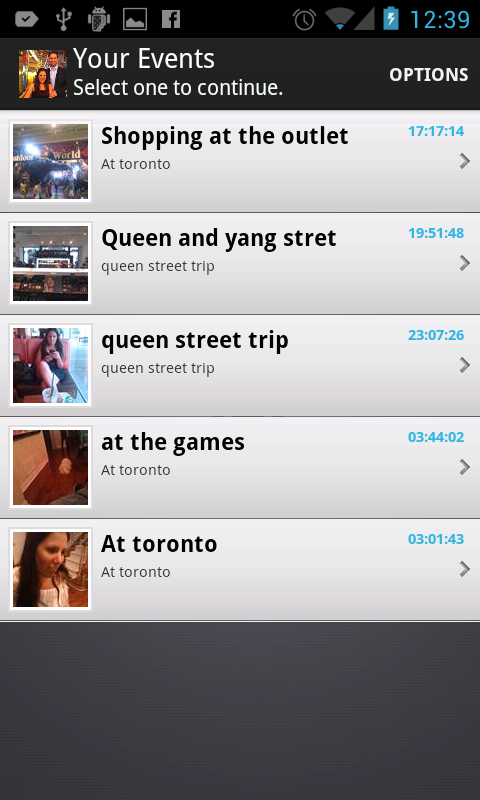 12:39
Your Events
Select one to continue.
OPTIONS
Shopping at the outlet
17:17:14
At toronto
World
Queen and yang stret
19:51:48
queen street trip
queen street trip
23:07:26
queen street trip
at the games
03:44:02
At toronto
At toronto
03:01:43
At toronto